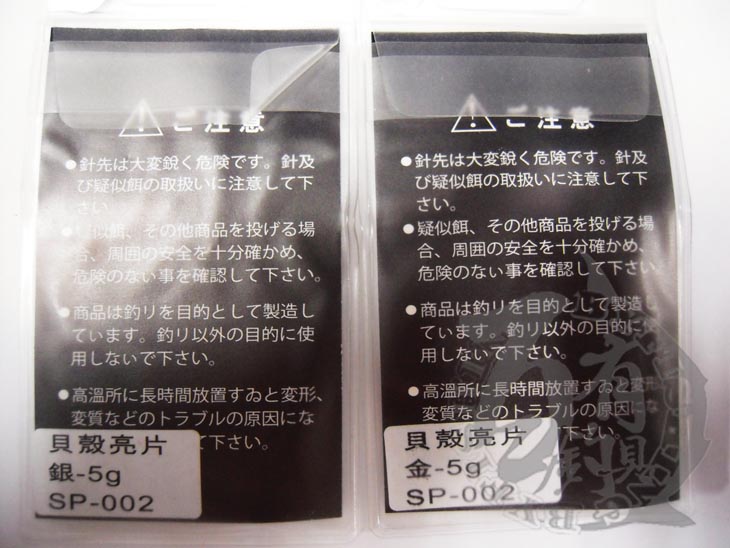 ご注意
●針先は大変鋭く危険です。針及
び疑似餌の取扱いに注意して下
さい。
●疑似餌、その他商品を投げる場
合、周囲の安全を十分確かめ、
危険のない事を確認して下さい。
●商品は釣リを目的として製造し
ています。釣リ以外の目的に使
用しないで下さい。
●高溫所に長時間放置すゐと変形、
変質などのトラブルの原因にな
て下さい。
貝殼亮片
銀-5g
SP-002
ご注意
●針先は大変鋭く危険です。針及
び疑似餌の取扱いに注意して下
さい。
●疑似餌、その他商品を投げる場
合、周囲の安全を十分確かめ、
危険のない事を確認して下さい。
●商品は釣リを目的として製造し
ています。釣リ以外の目的に使
用しないで下さい。
●高溫所に長時間放置すゐと変形、
変質などのトラブルの原因にな
下さい。
貝殼亮片
金-5g
SP-002